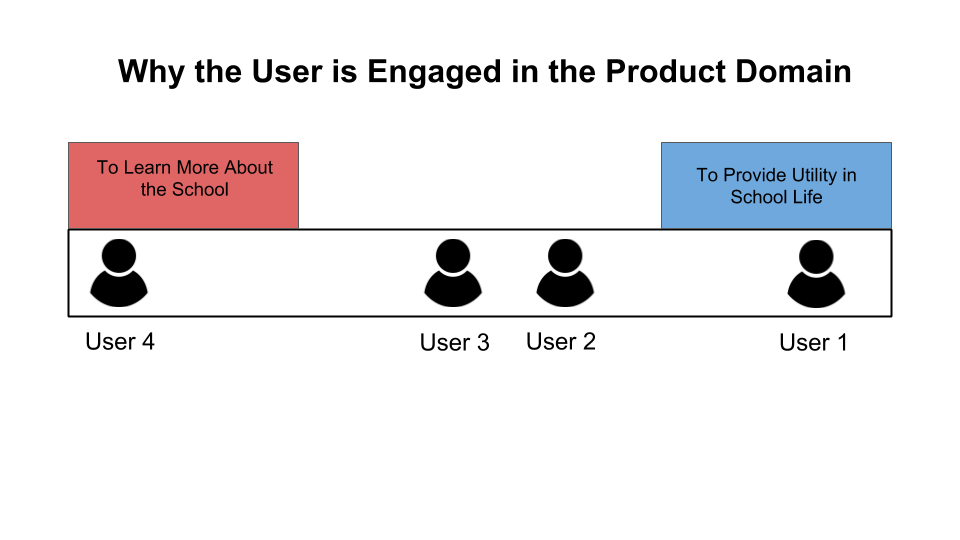 Why the User is Engaged in the Product Domain
To Learn More About
the School
To Provide Utility in
School Life
User 4
User 3
User 2
User 1